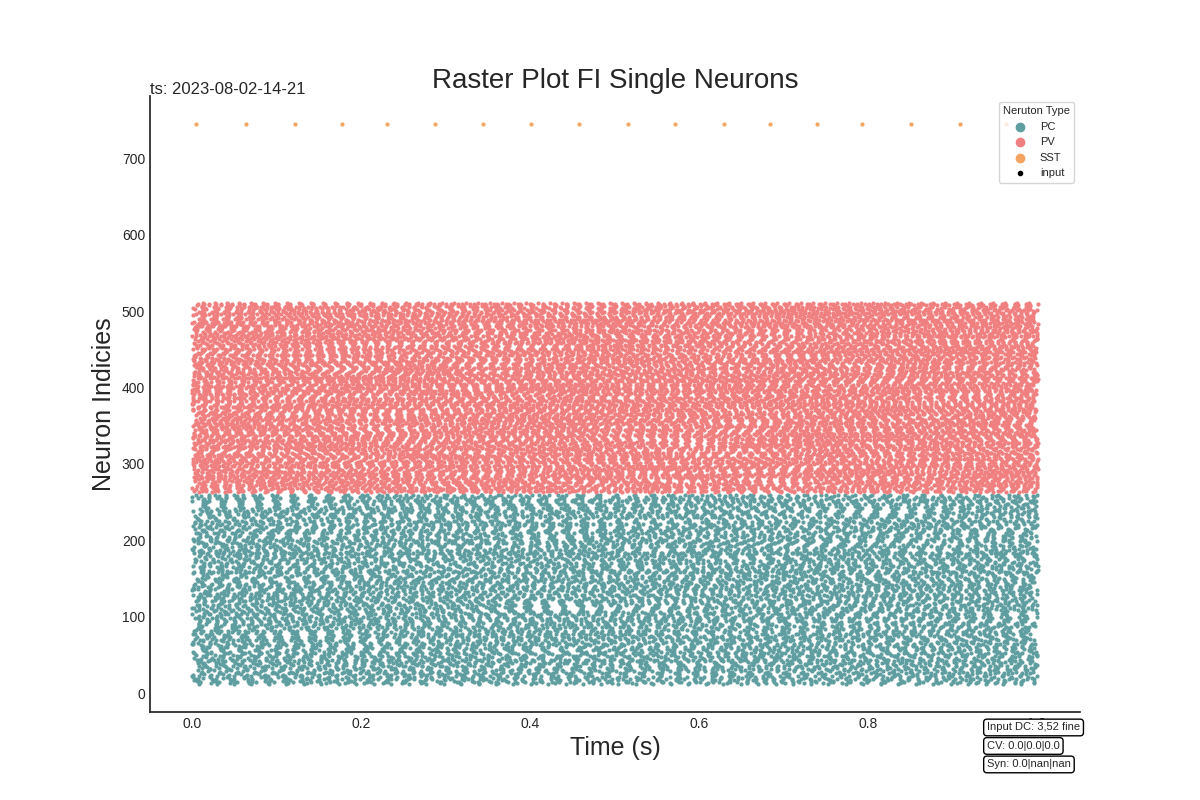 Raster Plot FI Single Neurons
ts: 2023-08-02-14-21
Neruton Type
PC
PV
SST
input
700
600
500
400
300
200
100
0
Neuron Indicies
0.0 0.2 0.4 0.6 0.8
Time (s)
Input DC: 3,52 fine
CV: 0.0|0.0|0.0
Syn: 0.0|nan|nan